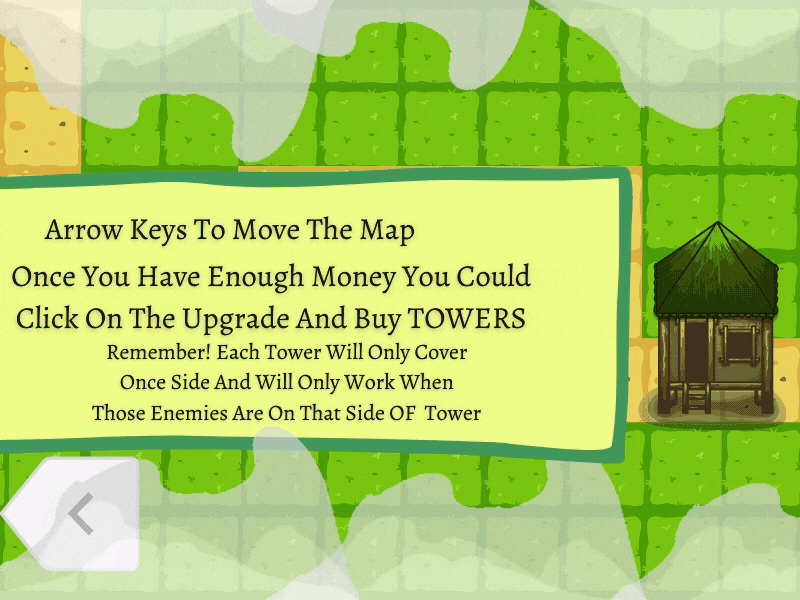 Arrow Keys To Move The Map
Once You Have Enough Money You Could
Click On The Upgrade And Buy TOWERS
Remember! Each Tower Will Only Cover
Once Side And Will Only Work When
Those Enemies Are On That Side OF Tower